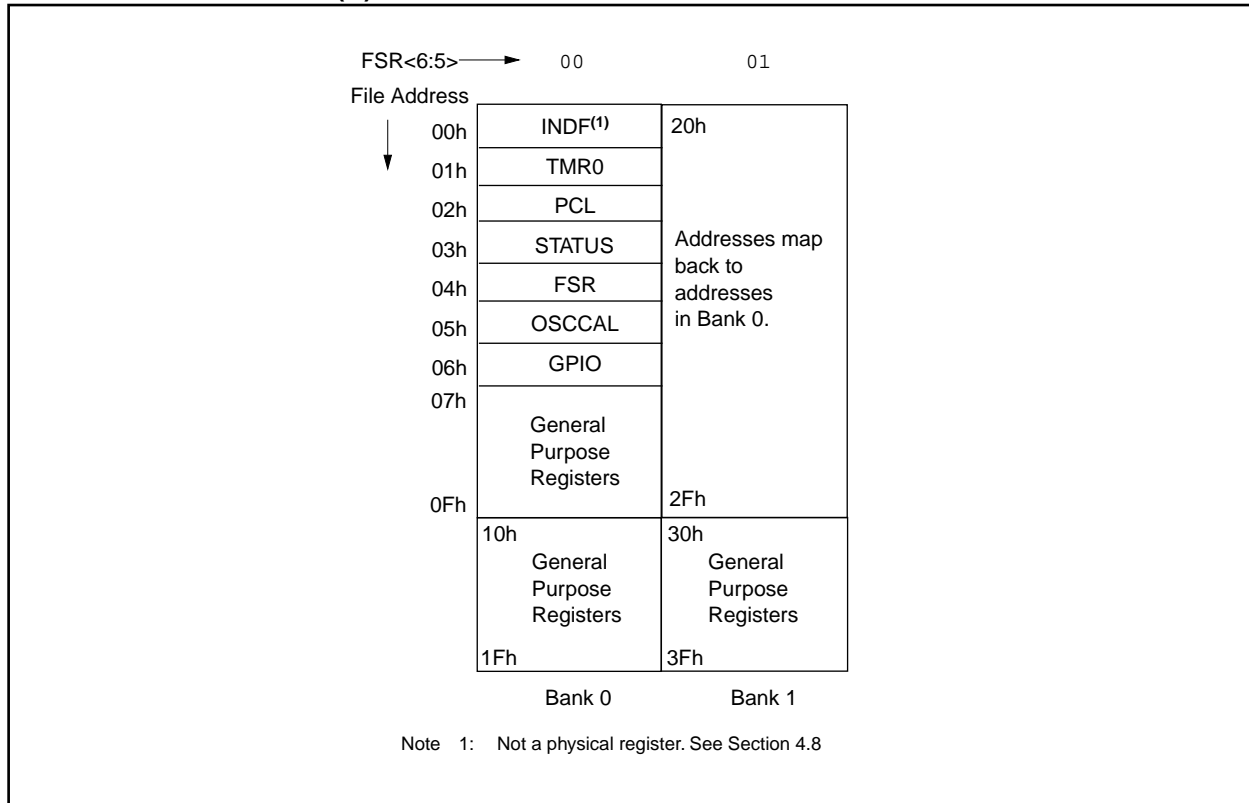 FSR<6:5> 00 01
File Address
00h INDF(1) 20h
01h TMR0
02h PCL
03h STATUS Addresses map
back to
04h FSR addresses
05h OSCCAL in Bank 0.
06h GPIO
07h
General
Purpose
Registers
0Fh 2Fh
10h 30h
General General
Purpose Purpose
Registers Registers
1Fh 3Fh
Bank 0 Bank 1
Note 1: Not a physical register. See Section 4.8